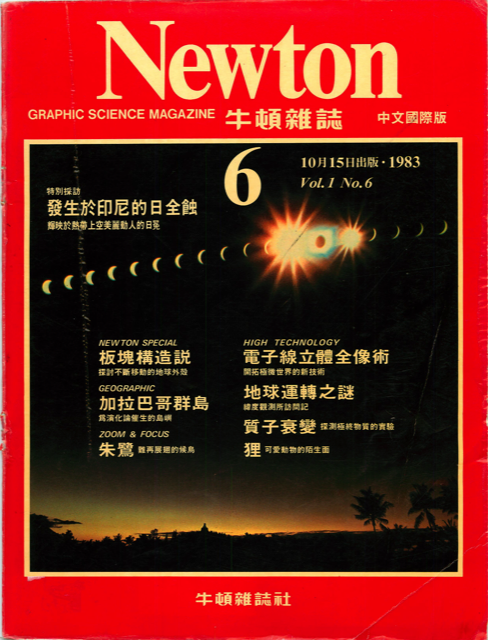 Newton
GRAPHIC SCIENCE MAGAZINE 牛頓雜誌 中文國際版
6
10月15日出版・1983
Vol.1 No.6
特別採訪
發生於印尼的日全蝕
輝映於熱帶上空美麗動人的日冕
NEWTON SPECIAL
板塊構造説
探討不斷移動的地球外殼
GEOGRAPHIC
加拉巴哥群島
爲演化論催生的島嶼
ZOOM & FOCUS
朱鷺 難再展翅的候鳥
HIGH TECHNOLOGY
電子線立體全像術
開拓極微世界的新技術
地球運轉之謎
緯度觀測所訪問記
質子衰變 探測極終物質的實驗
狸 可愛動物的陌生面
牛頓雜誌社